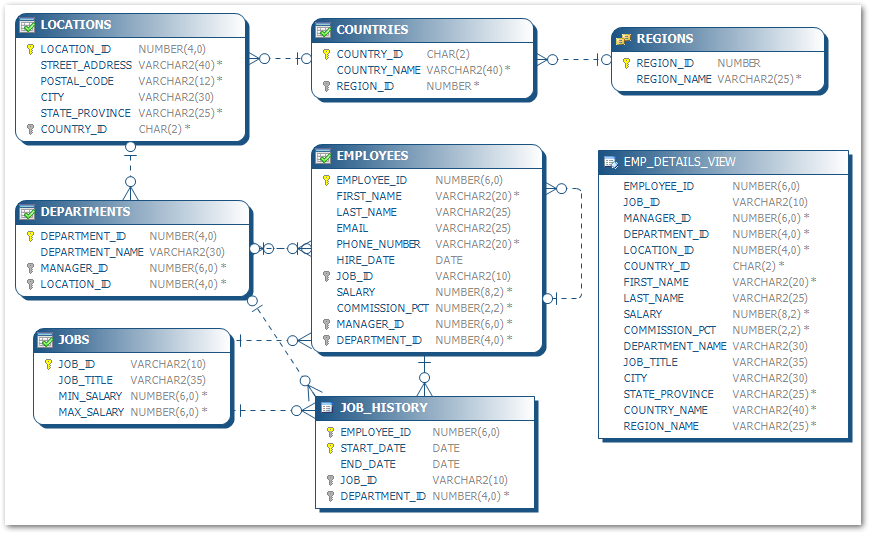 LOCATIONS
LOCATION_ID NUMBER(4,0)
STREET_ADDRESS VARCHAR2(40) *
POSTAL_CODE VARCHAR2(12) *
CITY VARCHAR2(30)
STATE_PROVINCE VARCHAR2(25) *
COUNTRY_ID CHAR(2) *
COUNTRIES
COUNTRY_ID CHAR(2)
COUNTRY_NAME VARCHAR2(40) *
REGION_ID NUMBER *
REGIONS
REGION_ID NUMBER
REGION_NAME VARCHAR2(25) *
DEPARTMENTS
DEPARTMENT_ID NUMBER(4,0)
DEPARTMENT_NAME VARCHAR2(30)
MANAGER_ID NUMBER(6,0) *
LOCATION_ID NUMBER(4,0) *
EMPLOYEES
EMPLOYEE_ID NUMBER(6,0)
FIRST_NAME VARCHAR2(20) *
LAST_NAME VARCHAR2(25)
EMAIL VARCHAR2(25)
PHONE_NUMBER VARCHAR2(20) *
HIRE_DATE DATE
JOB_ID VARCHAR2(10)
SALARY NUMBER(8,2) *
COMMISSION_PCT NUMBER(2,2) *
MANAGER_ID NUMBER(6,0) *
DEPARTMENT_ID NUMBER(4,0) *
EMP_DETAILS_VIEW
EMPLOYEE_ID NUMBER(6,0)
JOB_ID VARCHAR2(10)
MANAGER_ID NUMBER(6,0) *
DEPARTMENT_ID NUMBER(4,0) *
LOCATION_ID NUMBER(4,0) *
COUNTRY_ID CHAR(2) *
FIRST_NAME VARCHAR2(20) *
LAST_NAME VARCHAR2(25)
SALARY NUMBER(8,2) *
COMMISSION_PCT NUMBER(2,2) *
DEPARTMENT_NAME VARCHAR2(30)
JOB_TITLE VARCHAR2(35)
CITY VARCHAR2(30)
STATE_PROVINCE VARCHAR2(25) *
COUNTRY_NAME VARCHAR2(40) *
REGION_NAME VARCHAR2(25) *
JOBS
JOB_ID VARCHAR2(10)
JOB_TITLE VARCHAR2(35)
MIN_SALARY NUMBER(6,0) *
MAX_SALARY NUMBER(6,0) *
JOB_HISTORY
EMPLOYEE_ID NUMBER(6,0)
START_DATE DATE
END_DATE DATE
JOB_ID VARCHAR2(10)
DEPARTMENT_ID NUMBER(4,0) *